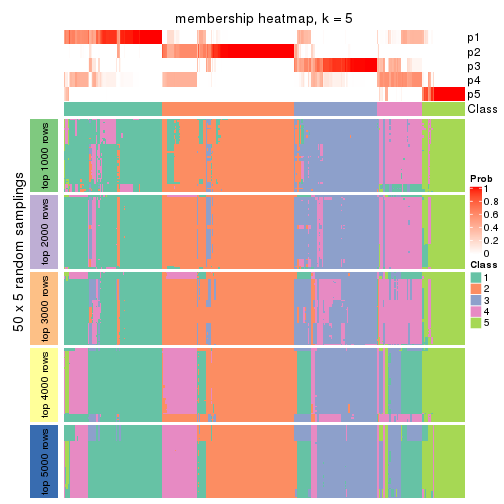 membership heatmap, k = 5
p1
p2
p3
p4
p5
Class
50 x 5 random samplings
top 1000 rows
top 2000 rows
top 3000 rows
top 4000 rows
top 5000 rows
Prob
1
0.8
0.6
0.4
0.2
0
Class
1
2
3
4
5